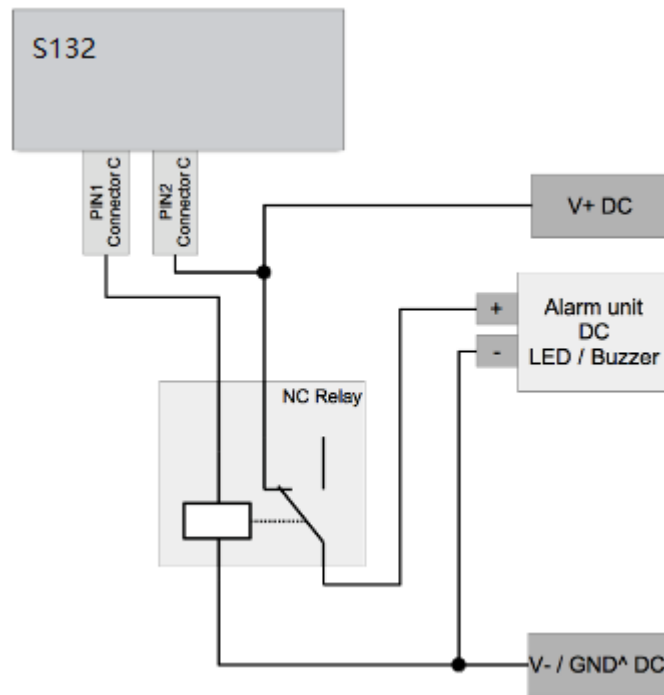 S132
PIN1
Connector C
PIN2
Connector C
V+ DC
+
Alarm unit
DC
LED / Buzzer
-
NC Relay
V- / GND^ DC